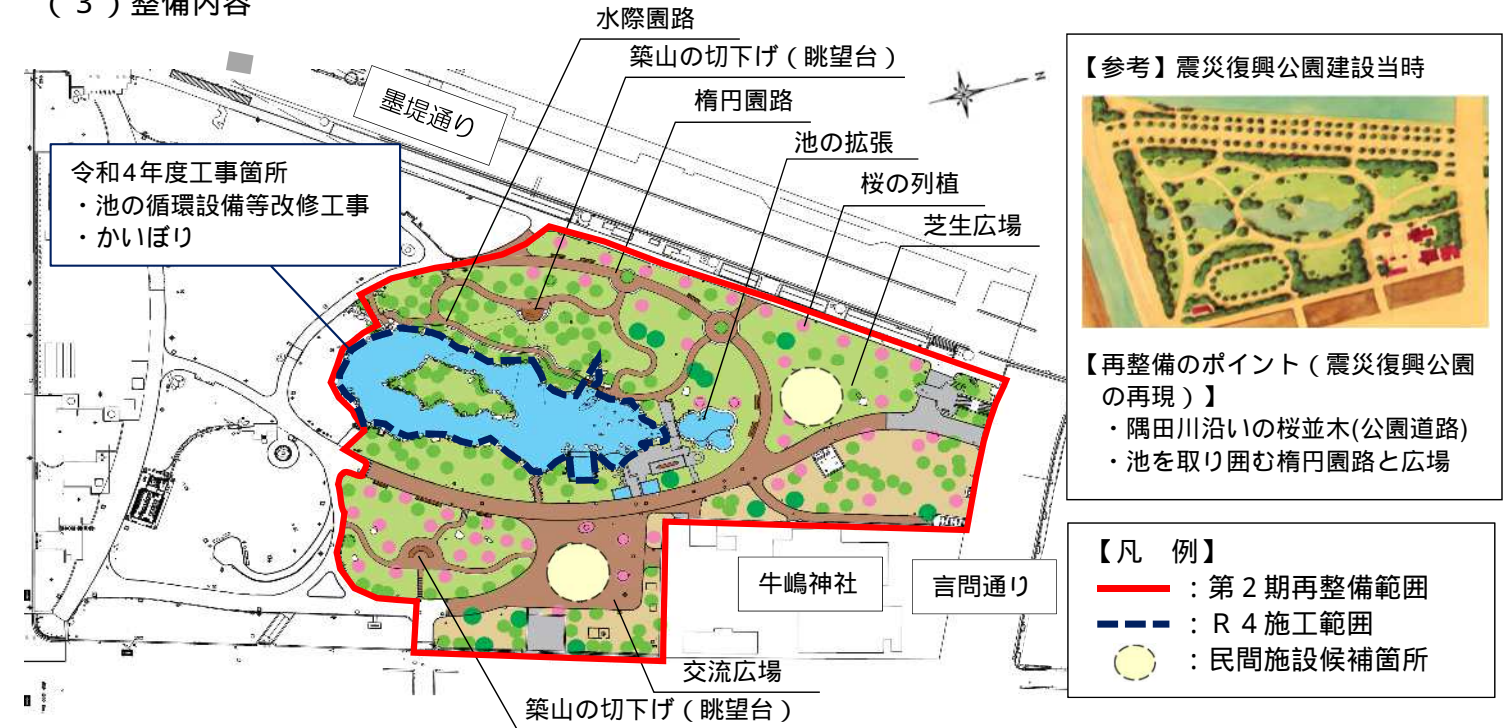 (3)整備内容
水際園路
築山の切下げ(眺望台)
楕円園路
池の拡張
桜の列植
芝生広場
墨堤通り
N
令和4年度工事箇所
・池の循環設備等改修工事
・かいぼり
牛嶋神社
言問通り
交流広場
築山の切下げ(眺望台)
【参考】震災復興公園建設当時
【再整備のポイント(震災復興公園
の再現)】
・隅田川沿いの桜並木(公園道路)
・池を取り囲む楕円園路と広場
【凡 例】
:第2期再整備範囲
:R4施工範囲
:民間施設候補箇所